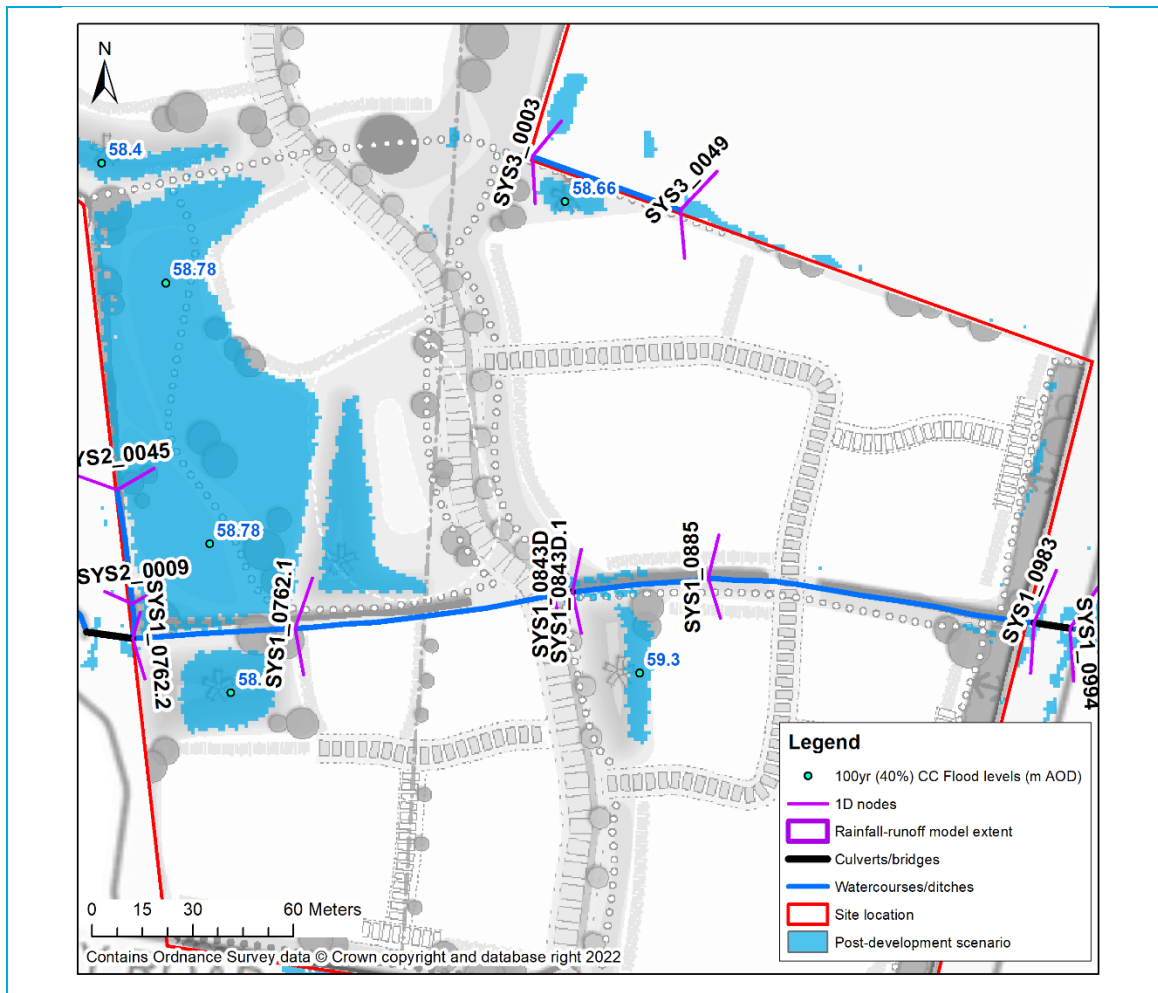 N
SYS3_0003
58.4
58.66
SYS3_0049
58.78
YS2_0045
58.78
SYS2_0009
SYS1_0762.2
SYS1_0762.1
SYS1_0843D
SYS1_0843D.1
SYS1_0885
SYS1_0983
SYS1_0994
59.3
58.
Legend
100yr (40%) CC Flood levels (m AOD)
1D nodes
Rainfall-runoff model extent
Culverts/bridges
Watercourses/ditches
Site location
Post-development scenario
0 15 30 60 Meters
Contains Ordnance Survey data © Crown copyright and database right 2022